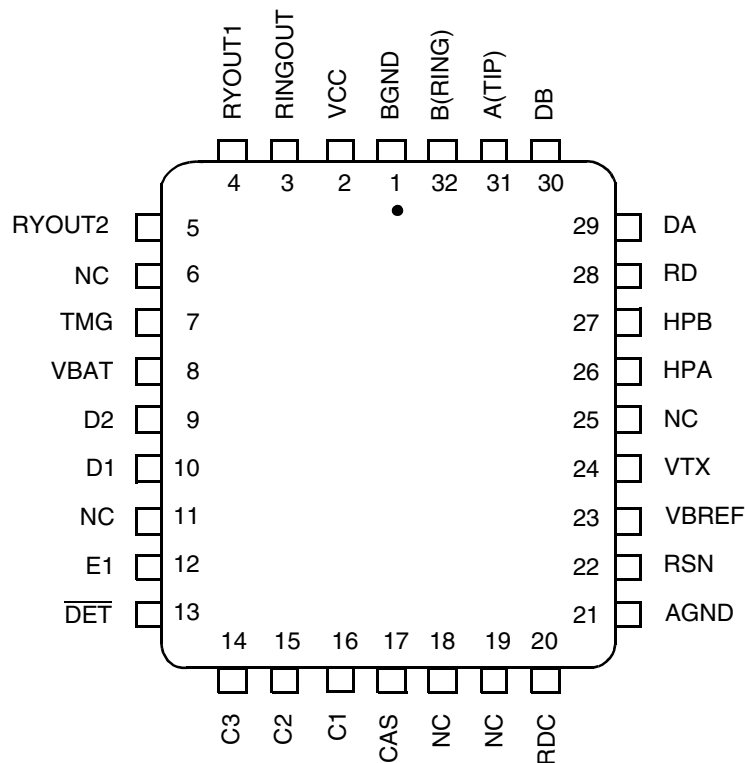 RYOUT1
RINGOUT
VCC
BGND
B(RING)
A(TIP)
DB
4
3
2
1
32
31
30
RYOUT2 5
NC 6
TMG 7
VBAT 8
D2 9
D1 10
NC 11
E1 12
DET 13
29 DA
28 RD
27 HPB
26 HPA
25 NC
24 VTX
23 VBREF
22 RSN
21 AGND
14
15
16
17
18
19
20
C3
C2
C1
CAS
NC
NC
RDC